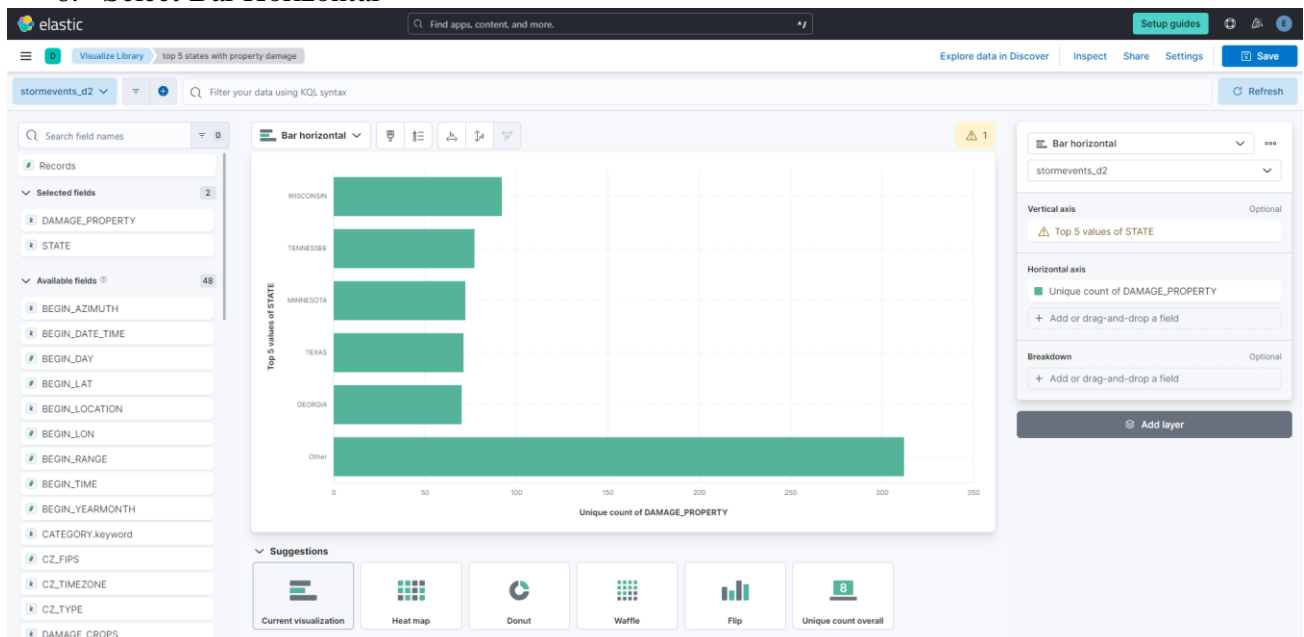 Select Bar Horizontal
elastic
Find apps, content, and more.
*/
Setup guides
E
D
Visualize Library
top 5 states with property damage
Explore data in Discover
Inspect
Share
Settings
Save
stormevents_d2
Filter your data using KQL syntax
Refresh
Search field names
0
Records
Selected fields
2
DAMAGE_PROPERTY
STATE
Available fields
48
BEGIN_AZIMUTH
BEGIN_DATE_TIME
BEGIN_DAY
BEGIN_LAT
BEGIN_LOCATION
BEGIN_LON
BEGIN_RANGE
BEGIN_TIME
BEGIN_YEARMONTH
CATEGORY.keyword
CZ_FIPS
CZ_TIMEZONE
CZ_TYPE
DAMAGE_CROPS
Bar horizontal
1
Top 5 values of STATE
WISCONSIN
TENNESSEE
MINNESOTA
TEXAS
GEORGIA
Other
0 50 100 150 200 250 300 350
Unique count of DAMAGE_PROPERTY
Suggestions
Current visualization
Heat map
Donut
Waffle
Flip
8
Unique count overall
Bar horizontal
stormevents_d2
Vertical axis
Optional
Top 5 values of STATE
Horizontal axis
Unique count of DAMAGE_PROPERTY
+ Add or drag-and-drop a field
Breakdown
Optional
+ Add or drag-and-drop a field
Add layer